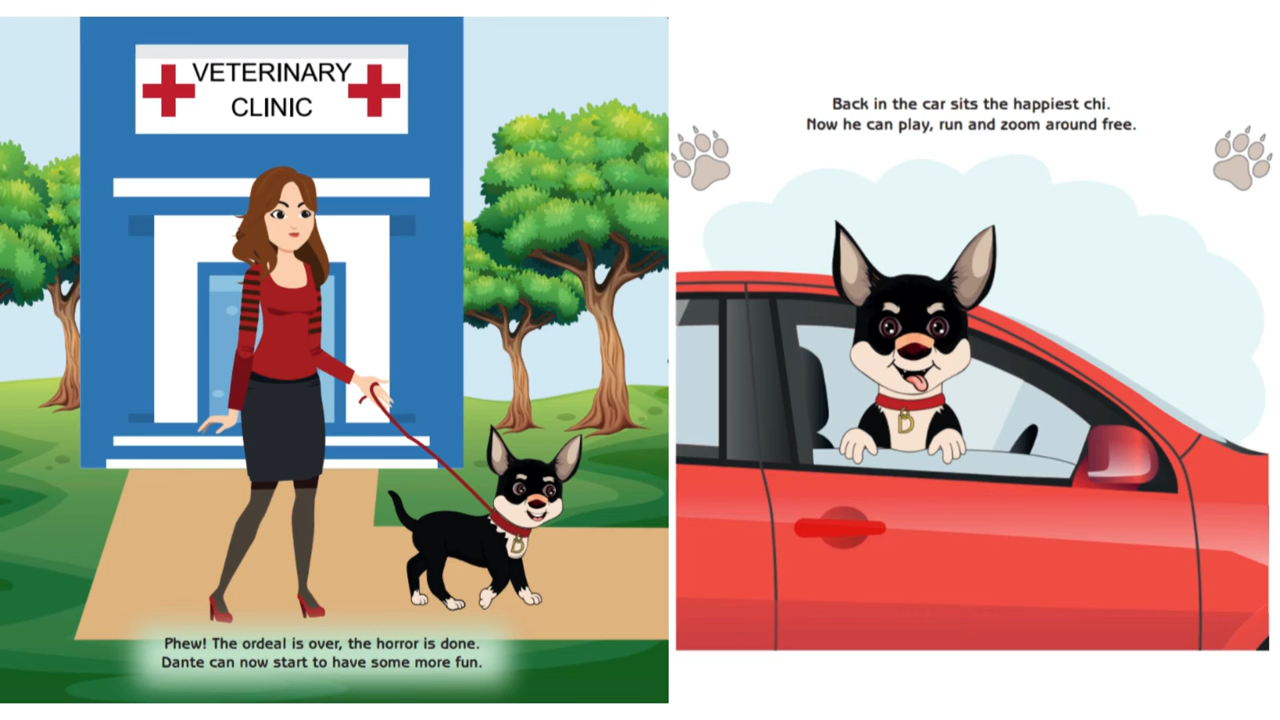 VETERINARY
CLINIC
Phew! The ordeal is over, the horror is done.
Dante can now start to have some more fun.
D
Back in the car sits the happiest chi.
Now he can play, run and zoom around free.
D